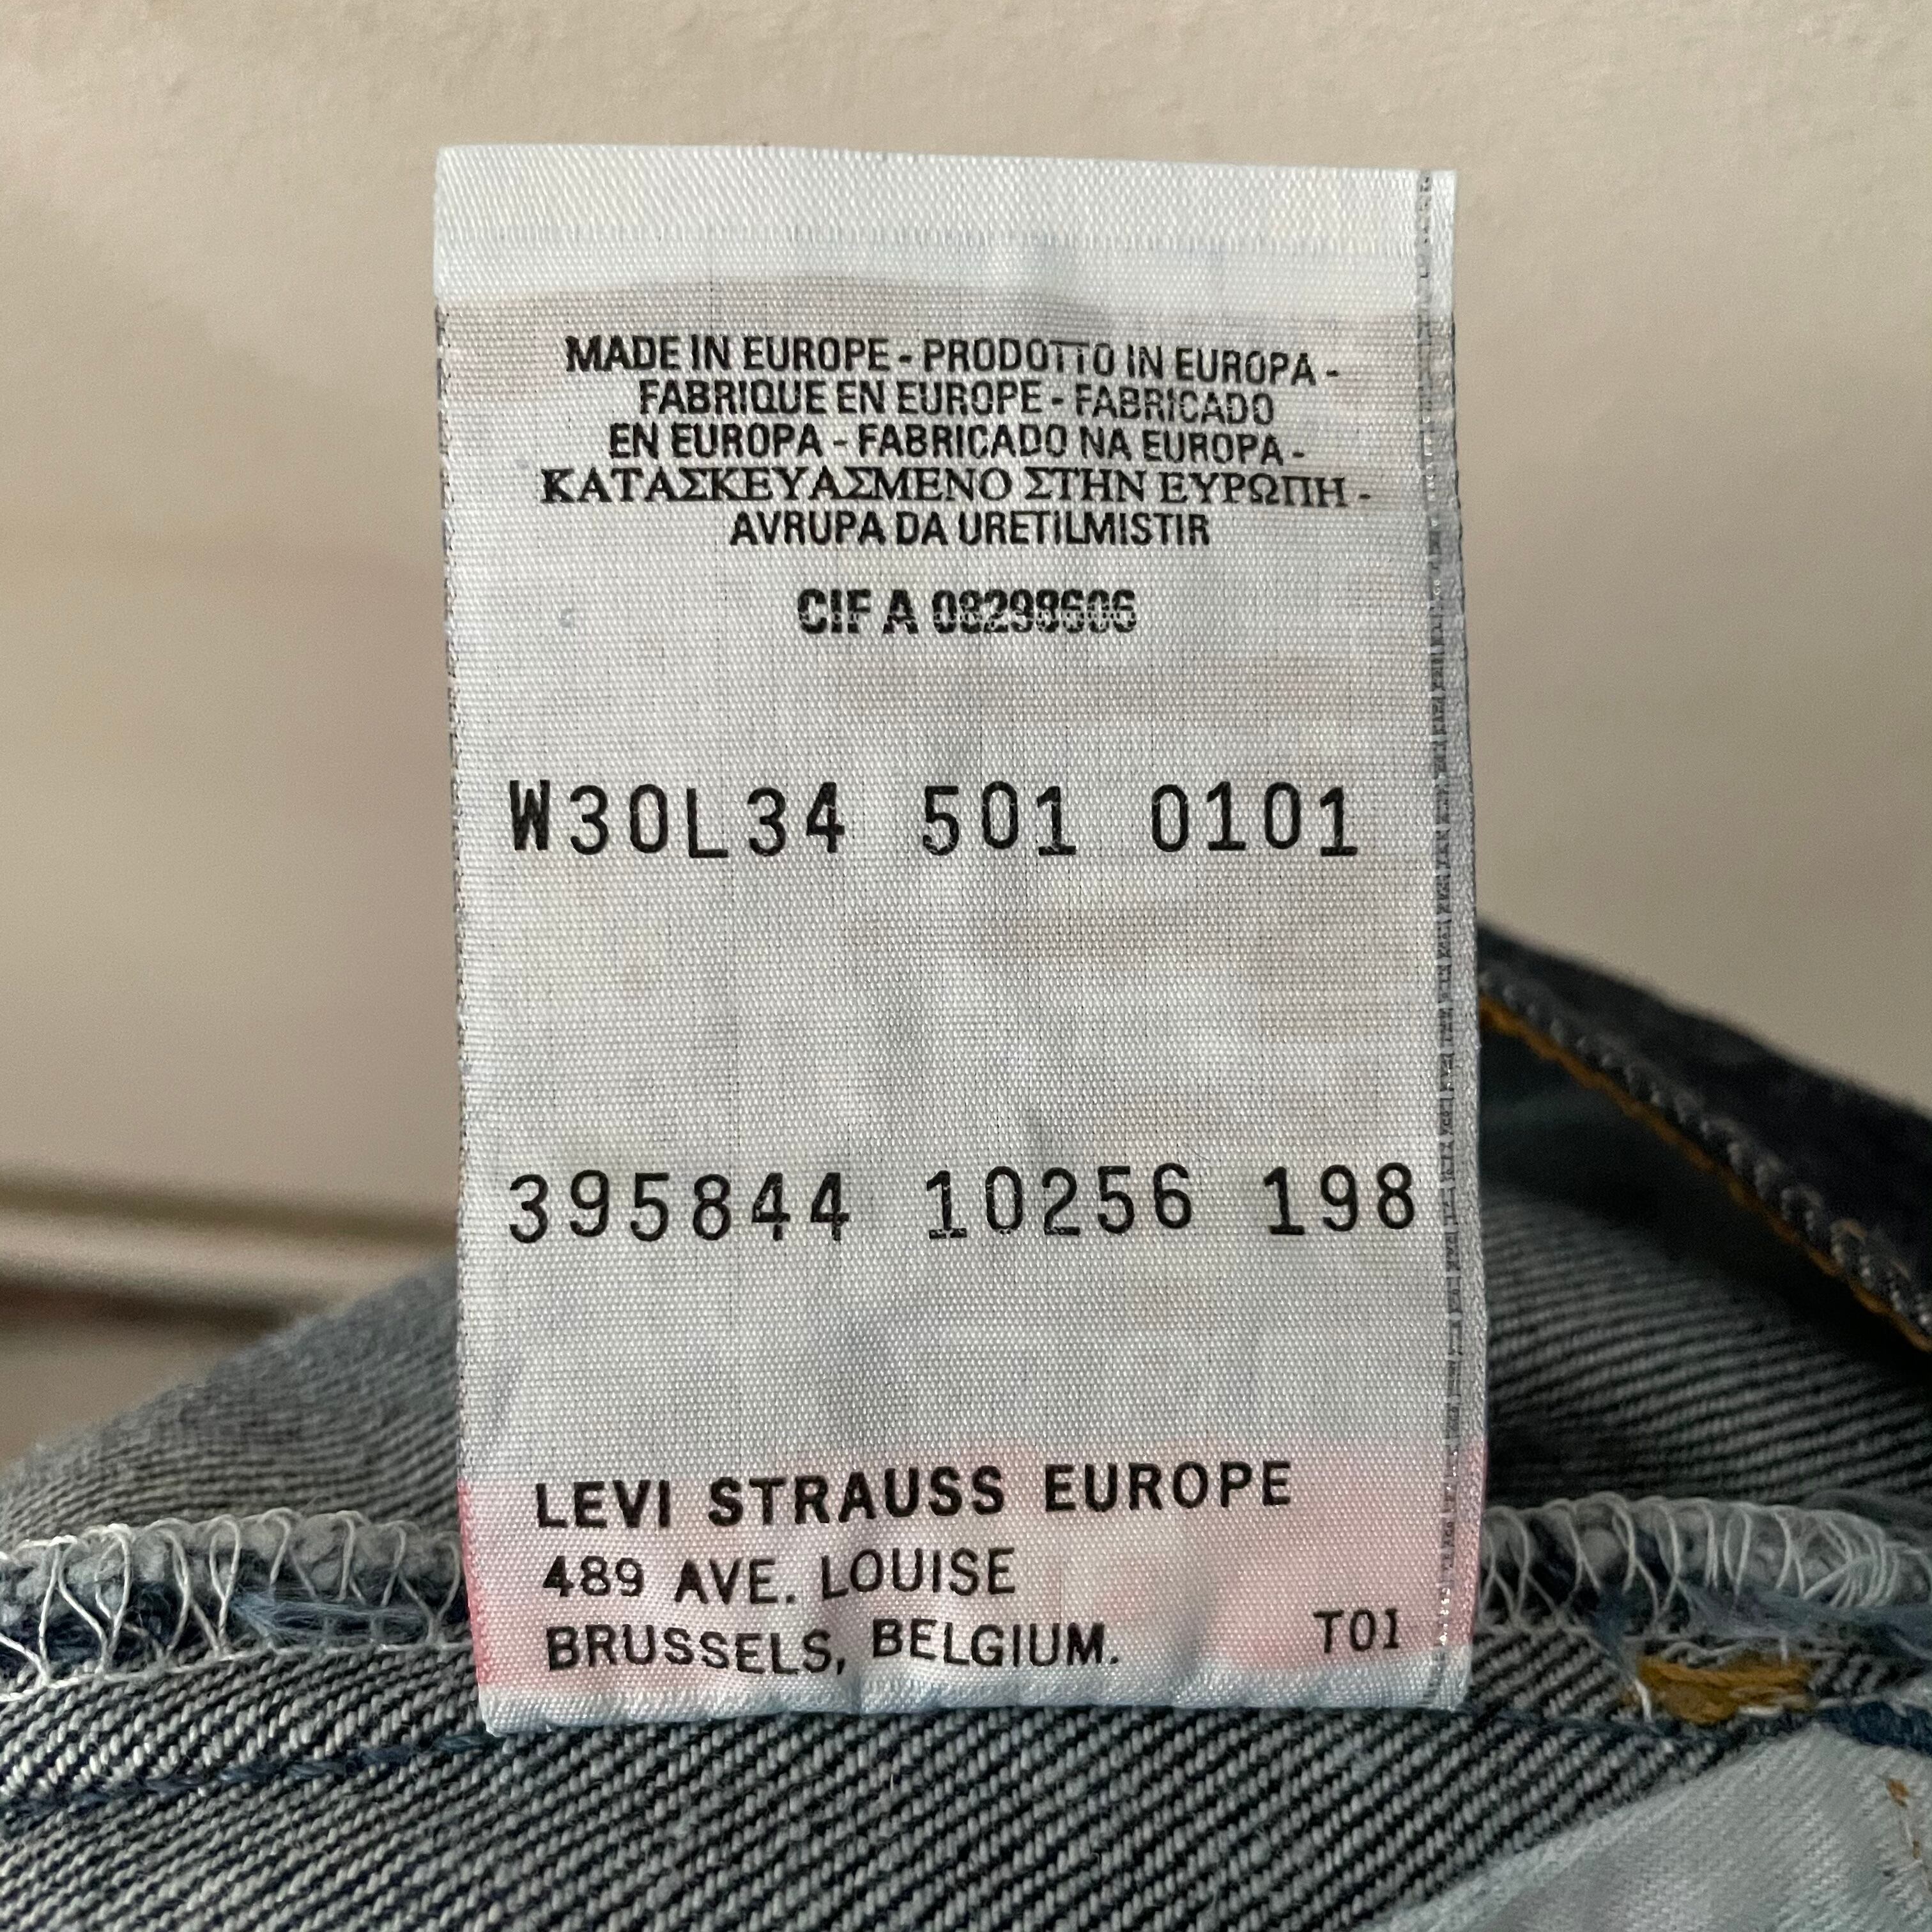 MADE IN EUROPE - PRODOTTO IN EUROPA -
FABRIQUE EN EUROPE - FABRICADO
EN EUROPA - FABRICADO NA EUROPA -
ΚΑΤΑΣΚΕΥΑΣΜΕΝΟ ΣΤΗΝ ΕΥΡΩΠΗ -
AVRUPA DA URETILMISTIR
CIF A 08298606
W30L34 501 0101
395844 10256 198
LEVI STRAUSS EUROPE
489 AVE. LOUISE
BRUSSELS, BELGIUM. T01